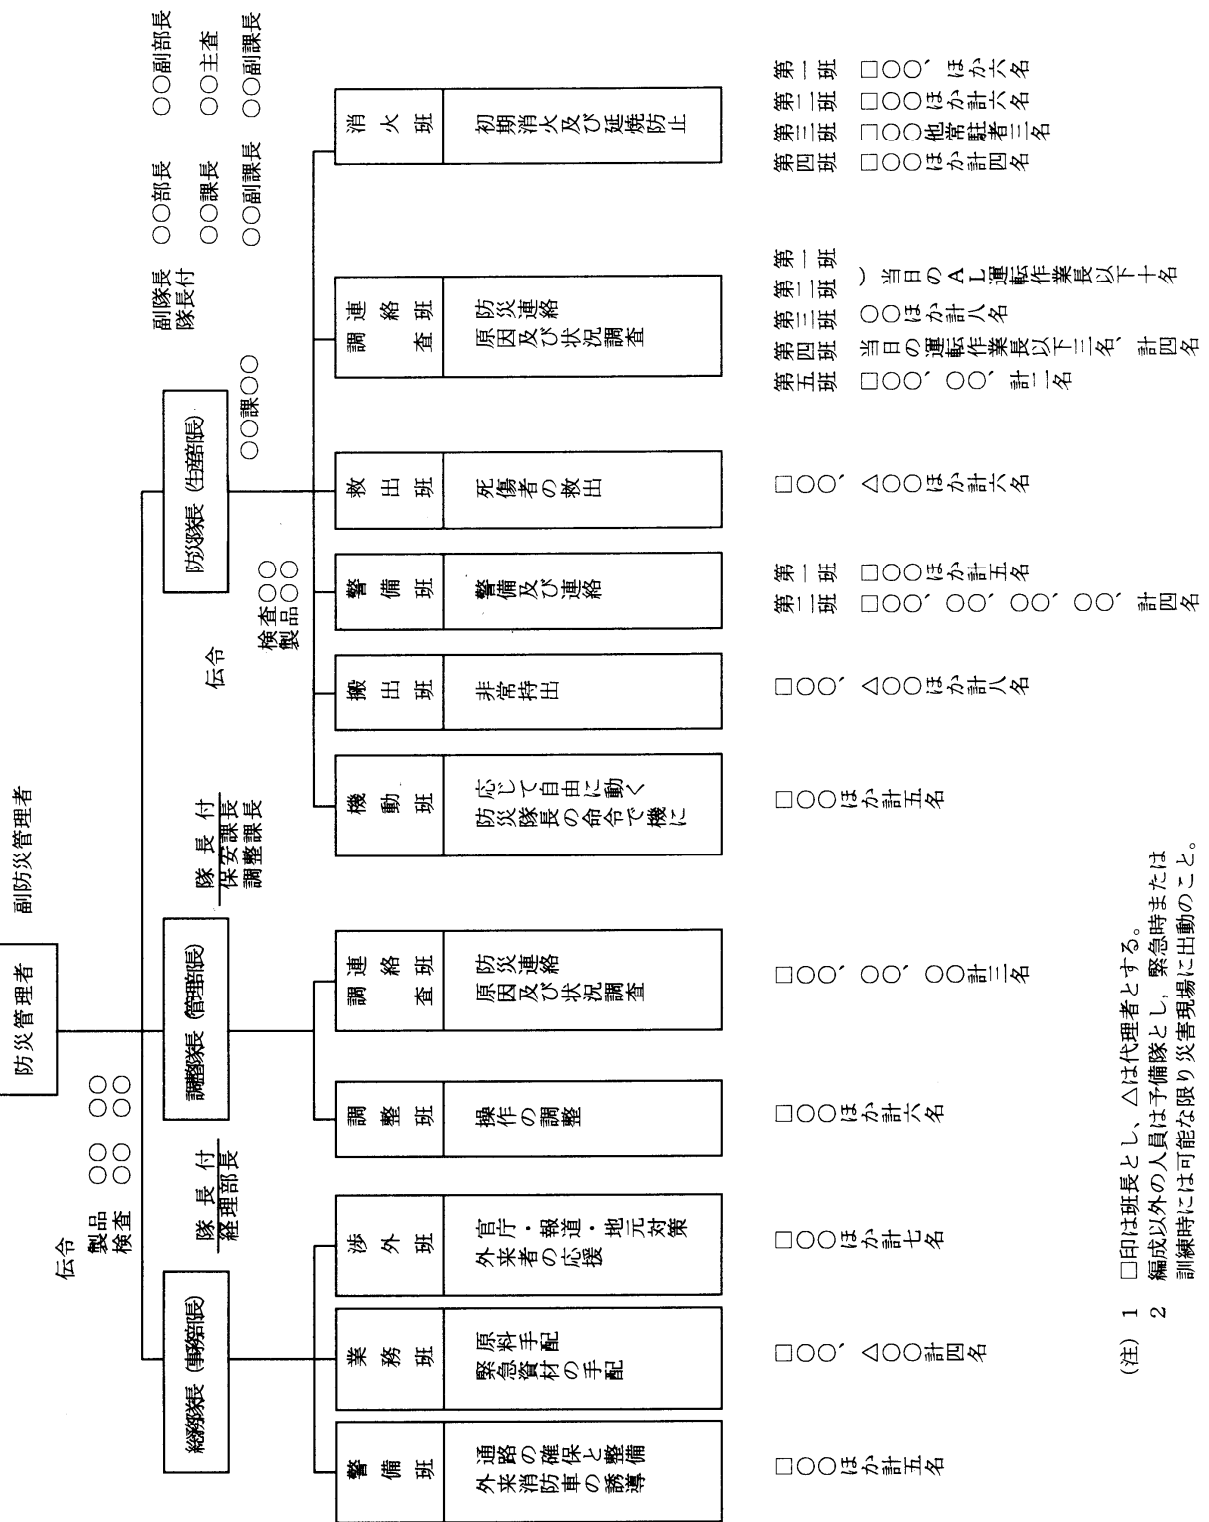 防災管理者
副防災管理者
伝令
製品 ○○ ○○
検査 ○○ ○○
総務隊長(事務部長)
隊長付
経理部長
調整隊長(管理部長)
隊長付
保安課長
調整課長
防災隊長(生産部長)
副隊長 ○○部長 ○○副部長
隊長付 ○○課長 ○○主査
○○副課長 ○○副課長
○○課○○
伝令
検査○○
製品○○
警備班
通路の確保と整備
外来消防車の誘導
□○○ほか計五名
業務班
原料手配
緊急資材の手配
□○○、△○○計四名
渉外班
官庁・報道・地元対策
外来者の応援
□○○ほか計七名
調整班
操作の調整
□○○ほか計六名
連絡
調査班
防災連絡
原因及び状況調査
□○○、○○、○○計三名
機動班
防災隊長の命令で機に
応じて自由に動く
□○○ほか計五名
搬出班
非常持出
□○○、△○○ほか計八名
警備班
警備及び連絡
第一班 □○○ほか計五名
第二班 □○○、○○、○○、○○、計四名
救出班
死傷者の救出
□○○、△○○ほか計六名
連絡
調査班
防災連絡
原因及び状況調査
第一班
第二班 )当日のAL運転作業長以下十名
第三班 ○○ほか計八名
第四班 当日の運転作業長以下三名、計四名
第五班 □○○、○○、計二名
消火班
初期消火及び延焼防止
第一班 □○○、ほか六名
第二班 □○○ほか計六名
第三班 □○○他常駐者三名
第四班 □○○ほか計四名
(注) 1 □印は班長とし、△は代理者とする。
2 編成以外の人員は予備隊とし,緊急時または
訓練時には可能な限り災害現場に出動のこと。